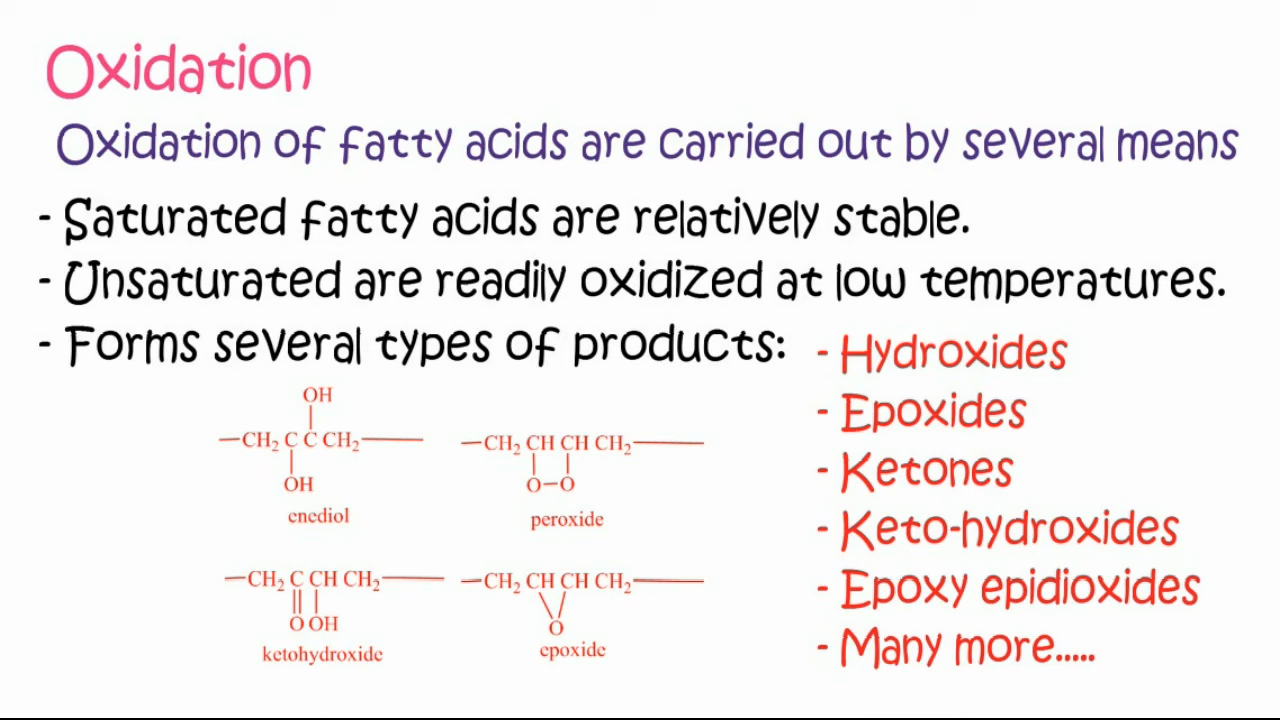 Oxidation
Oxidation of fatty acids are carried out by several means
- Saturated fatty acids are relatively stable.
- Unsaturated are readily oxidized at low temperatures.
- Forms several types of products:
- Hydroxides
- Epoxides
- Ketones
- Keto-hydroxides
- Epoxy epidioxides
- Many more.....
OH
—CH₂ C C CH₂—
OH
enediol
—CH₂ CH CH CH₂—
O—O
peroxide
—CH₂ C CH CH₂—
O OH
ketohydroxide
—CH₂ CH CH CH₂—
O
epoxide